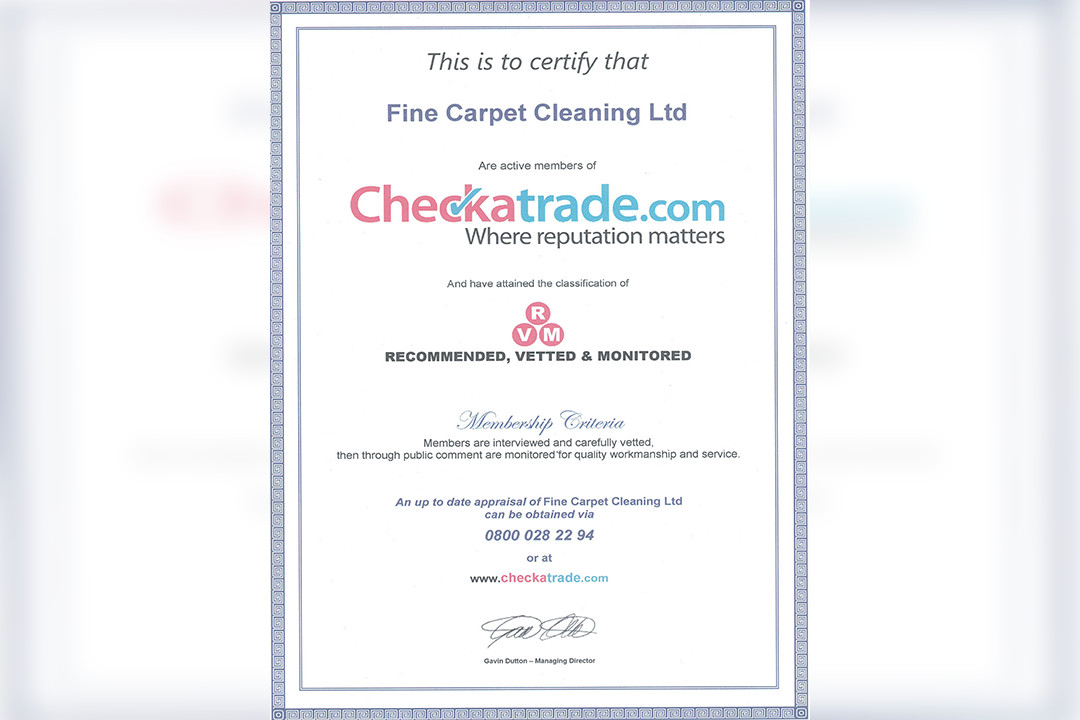 This is to certify that
Fine Carpet Cleaning Ltd
Are active members of
Checkatrade.com
Where reputation matters
And have attained the classification of
R
V M
RECOMMENDED, VETTED & MONITORED
Membership Criteria
Members are interviewed and carefully vetted,
then through public comment are monitored for quality workmanship and service.
An up to date appraisal of Fine Carpet Cleaning Ltd
can be obtained via
0800 028 22 94
or at
www.checkatrade.com
Gavin Dutton – Managing Director